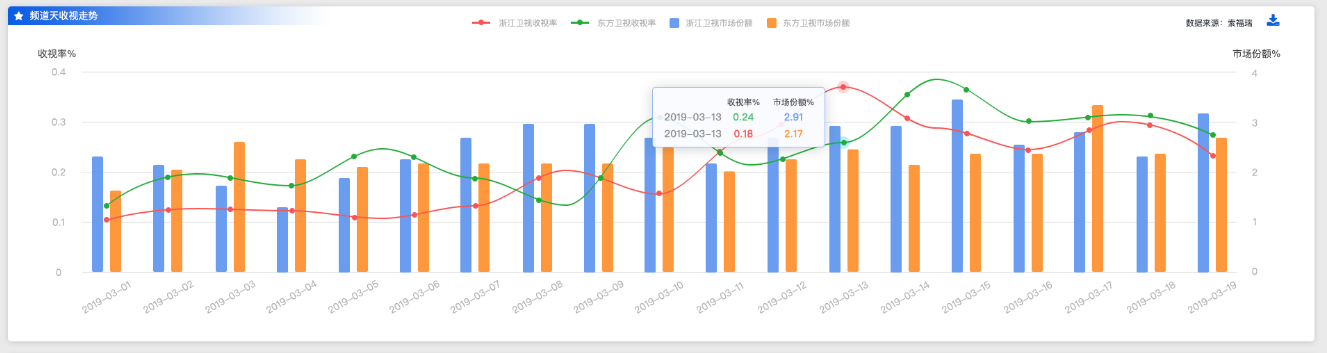 频道天收视走势
浙江卫视收视率 东方卫视收视率 浙江卫视市场份额 东方卫视市场份额
数据来源：索福瑞
收视率% 市场份额%
0.4 4
0.3 3
0.2 2
0.1 1
0 0
收视率% 市场份额%
2019-03-13 0.24 2.91
2019-03-13 0.18 2.17
2019-03-01 2019-03-02 2019-03-03 2019-03-04 2019-03-05 2019-03-06 2019-03-07 2019-03-08 2019-03-09 2019-03-10 2019-03-11 2019-03-12 2019-03-13 2019-03-14 2019-03-15 2019-03-16 2019-03-17 2019-03-18 2019-03-19